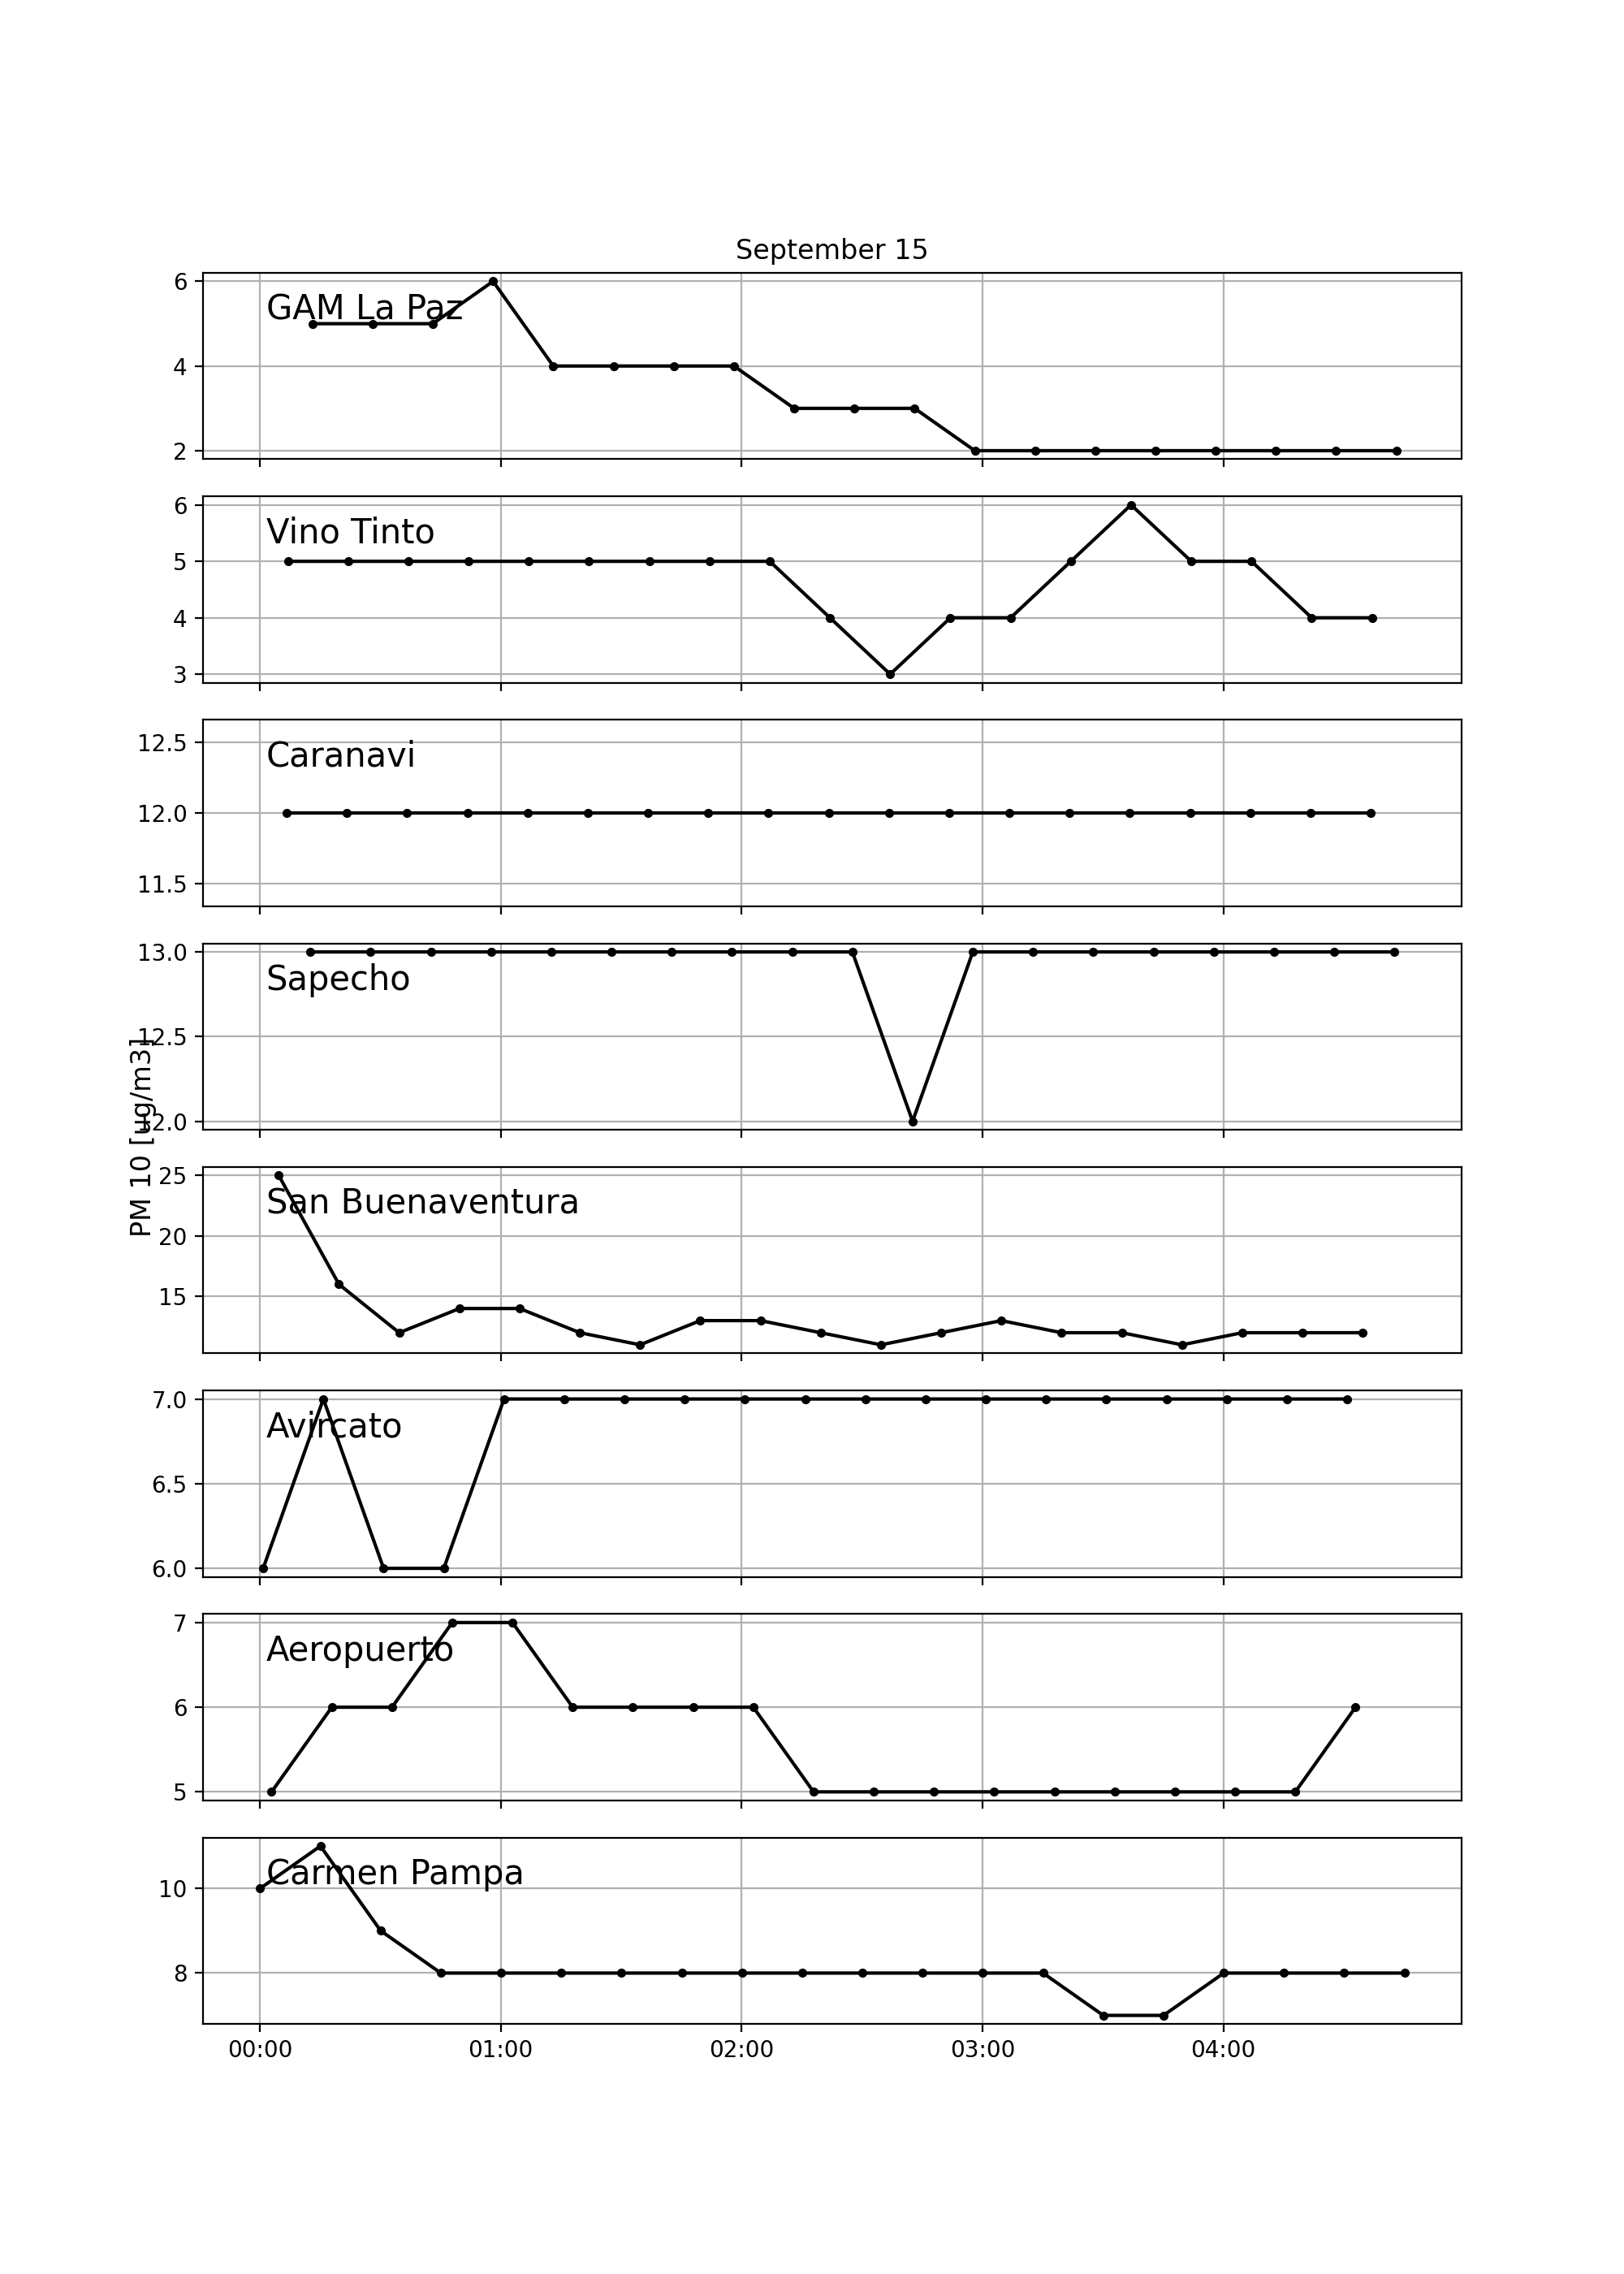 September 15
6
GAM La Paz
4
2
6
Vino Tinto
5
4
3
12.5
Caranavi
12.0
11.5
13.0
Sapecho
12.5
12.0
PM 10 [ug/m3]
25
San Buenaventura
20
15
7.0
Avircato
6.5
6.0
7
Aeropuerto
6
5
10
Carmen Pampa
8
00:00 01:00 02:00 03:00 04:00